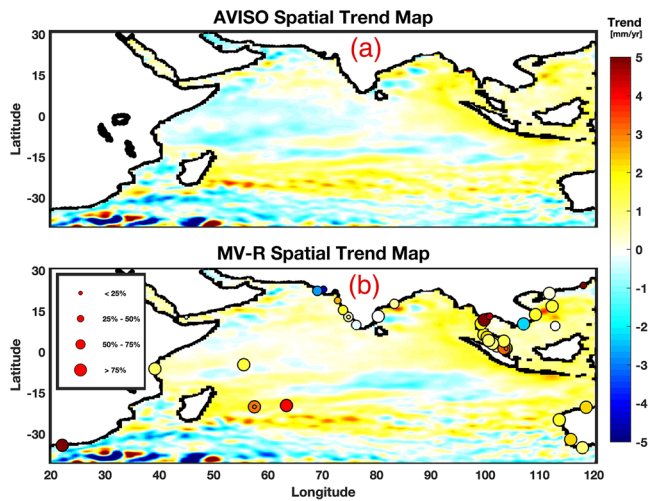 AVISO Spatial Trend Map
Trend
[mm/yr]
(a)
Latitude
30
15
0
-15
-30
MV-R Spatial Trend Map
(b)
< 25%
25% - 50%
50% - 75%
> 75%
Latitude
30
15
0
-15
-30
20 30 40 50 60 70 80 90 100 110 120
Longitude
5
4
3
2
1
0
-1
-2
-3
-4
-5